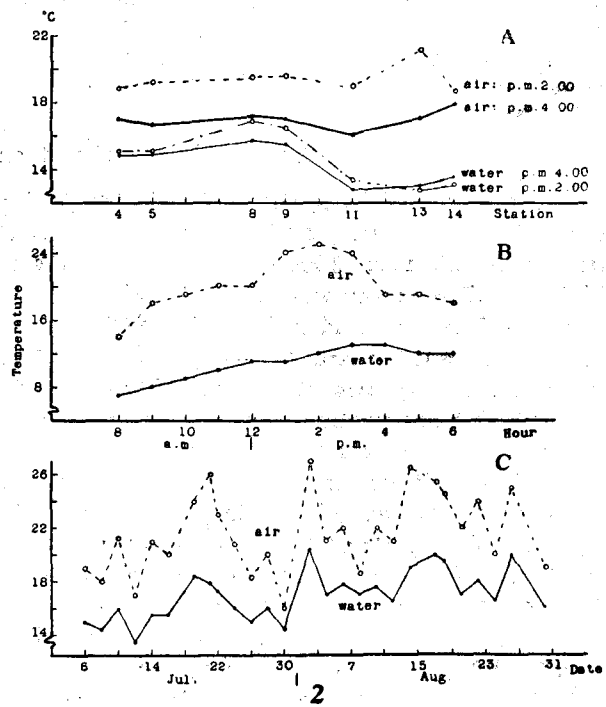 °C
A
22
18
14
air: p.m.2.00
air: p.m.4 00
water p.m 4.00
water p.m.2.00
4 5 8 9 11 13 14 Station
B
24
16
8
Temperature
air
water
8 10 12 2 4 6 Hour
a.m | p.m.
C
26
22
18
14
air
water
6 14 22 30 7 15 23 31 Date
Jul. | Aug
2